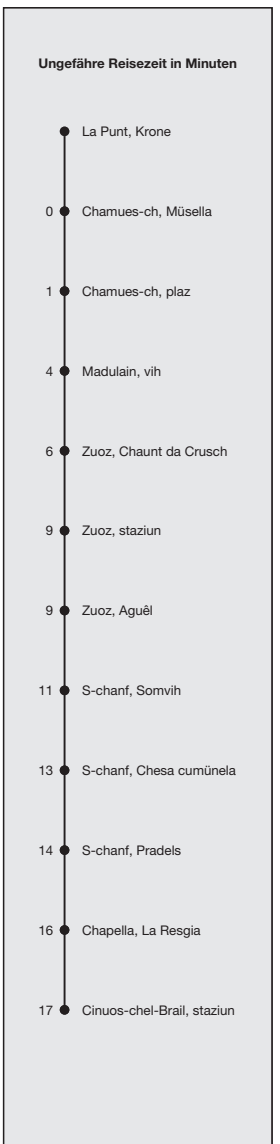 Ungefähre Reisezeit in Minuten
La Punt, Krone
0 Chamues-ch, Müsella
1 Chamues-ch, plaz
4 Madulain, vih
6 Zuoz, Chaunt da Crusch
9 Zuoz, staziun
9 Zuoz, Aguêl
11 S-chanf, Somvih
13 S-chanf, Chesa cumünela
14 S-chanf, Pradels
16 Chapella, La Resgia
17 Cinuos-chel-Brail, staziun